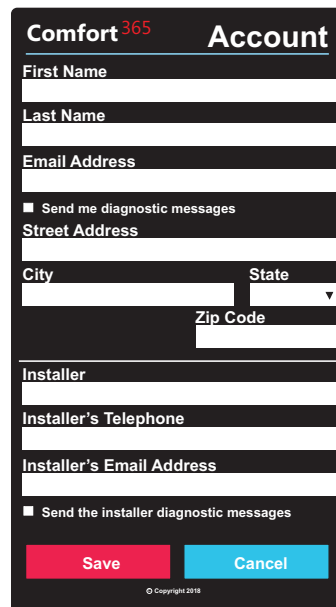 Comfort 365 Account
First Name
Last Name
Email Address
Send me diagnostic messages
Street Address
City State
Zip Code
Installer
Installer's Telephone
Installer's Email Address
Send the installer diagnostic messages
Save Cancel
© Copyright 2018